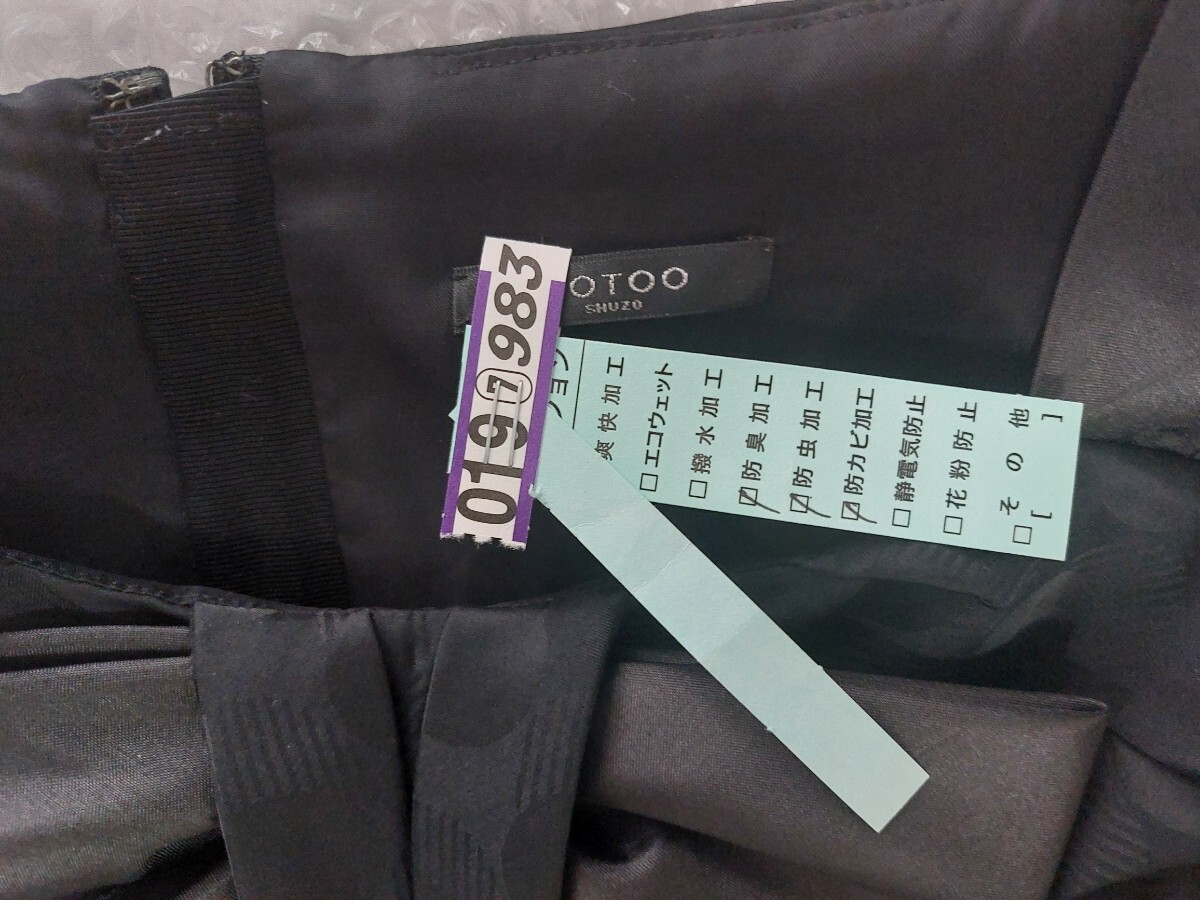 OTOO
SHUZO
019⑦983
ション
爽快加工
□ エコウェット
□ 撥水加工
☑ 防臭加工
☑ 防虫加工
☑ 防カビ加工
□ 静電気防止
□ 花粉防止
□ その他
[ ]